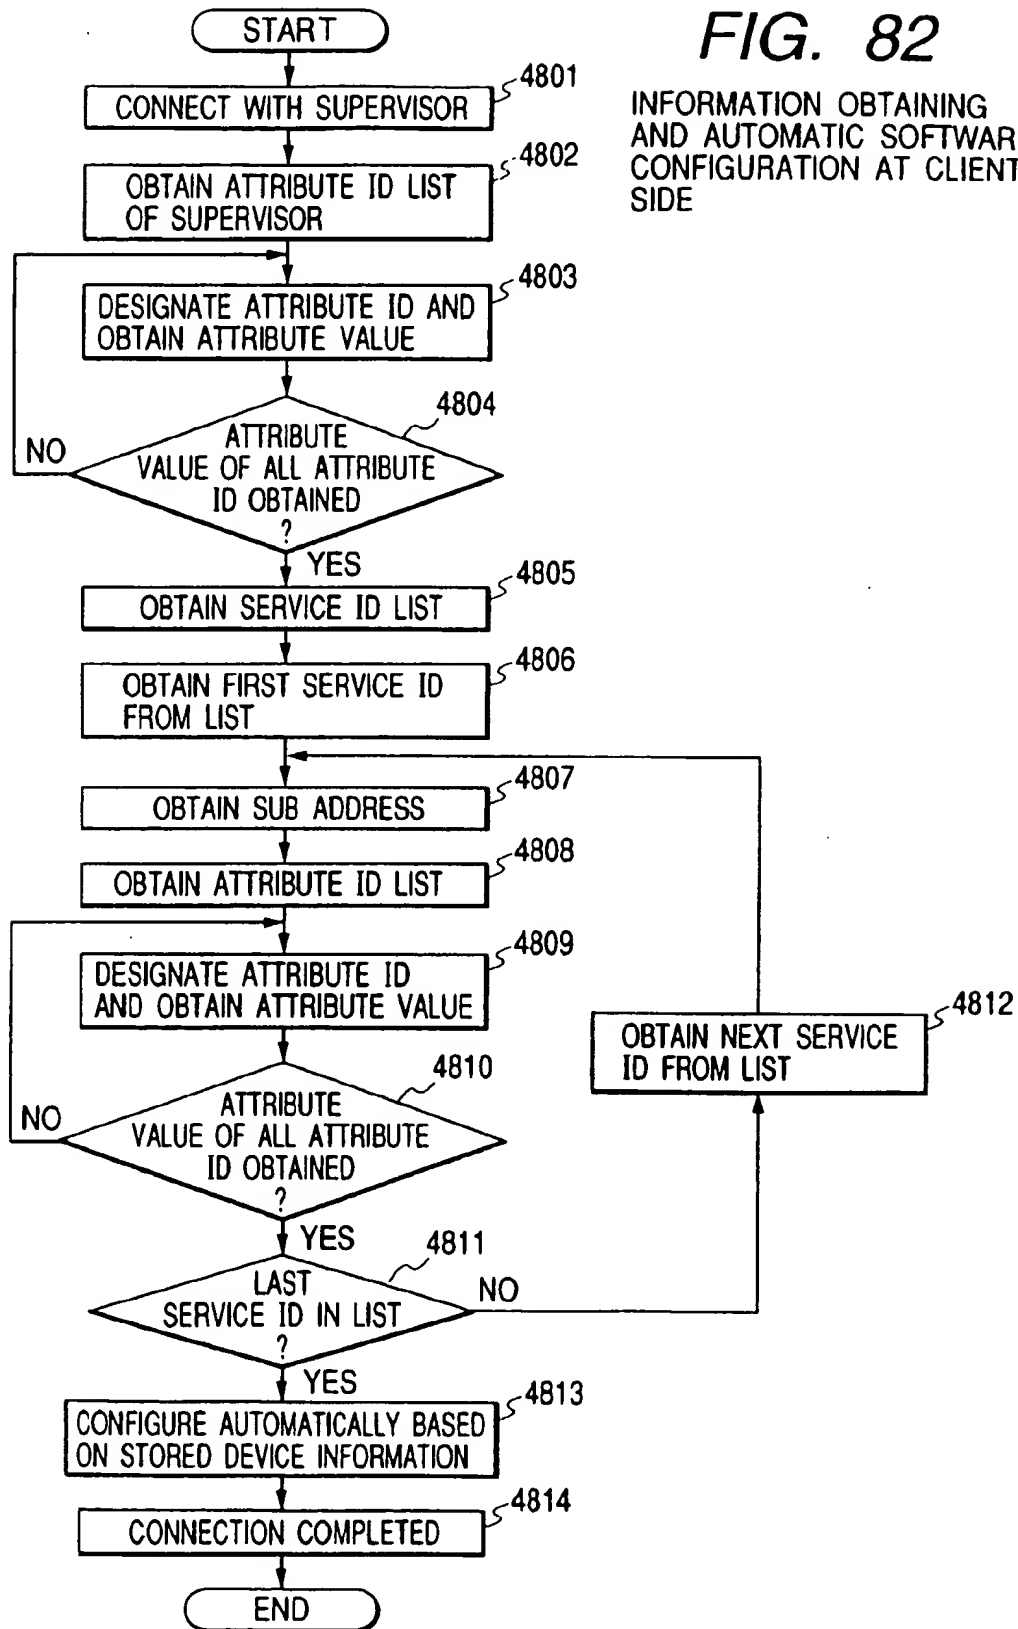 START
FIG. 82
INFORMATION OBTAINING
AND AUTOMATIC SOFTWAR
CONFIGURATION AT CLIENT
SIDE
4801
CONNECT WITH SUPERVISOR
4802
OBTAIN ATTRIBUTE ID LIST
OF SUPERVISOR
4803
DESIGNATE ATTRIBUTE ID AND
OBTAIN ATTRIBUTE VALUE
4804
ATTRIBUTE
VALUE OF ALL ATTRIBUTE
ID OBTAINED
?
NO
YES
4805
OBTAIN SERVICE ID LIST
4806
OBTAIN FIRST SERVICE ID
FROM LIST
4807
OBTAIN SUB ADDRESS
4808
OBTAIN ATTRIBUTE ID LIST
4809
DESIGNATE ATTRIBUTE ID
AND OBTAIN ATTRIBUTE VALUE
4812
OBTAIN NEXT SERVICE
ID FROM LIST
4810
ATTRIBUTE
VALUE OF ALL ATTRIBUTE
ID OBTAINED
?
NO
YES
4811
LAST
SERVICE ID IN LIST
?
NO
YES
4813
CONFIGURE AUTOMATICALLY BASED
ON STORED DEVICE INFORMATION
4814
CONNECTION COMPLETED
END